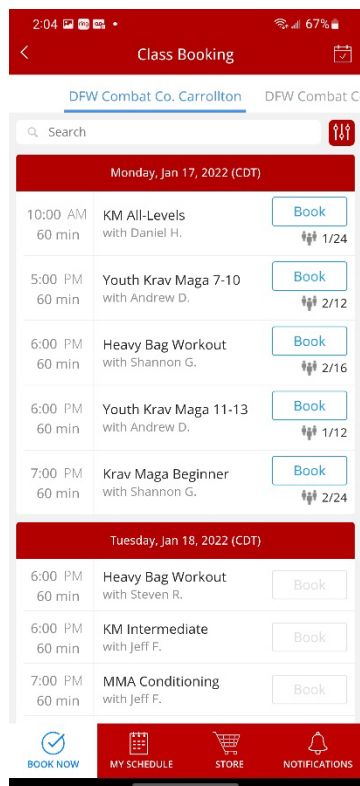 2:04 67%
Class Booking
DFW Combat Co. Carrollton DFW Combat C
Search
Monday, Jan 17, 2022 (CDT)
10:00 AM KM All-Levels Book
60 min with Daniel H. 1/24
5:00 PM Youth Krav Maga 7-10 Book
60 min with Andrew D. 2/12
6:00 PM Heavy Bag Workout Book
60 min with Shannon G. 2/16
6:00 PM Youth Krav Maga 11-13 Book
60 min with Andrew D. 1/12
7:00 PM Krav Maga Beginner Book
60 min with Shannon G. 2/24
Tuesday, Jan 18, 2022 (CDT)
6:00 PM Heavy Bag Workout Book
60 min with Steven R.
6:00 PM KM Intermediate Book
60 min with Jeff F.
7:00 PM MMA Conditioning Book
60 min with Jeff F.
BOOK NOW MY SCHEDULE STORE NOTIFICATIONS